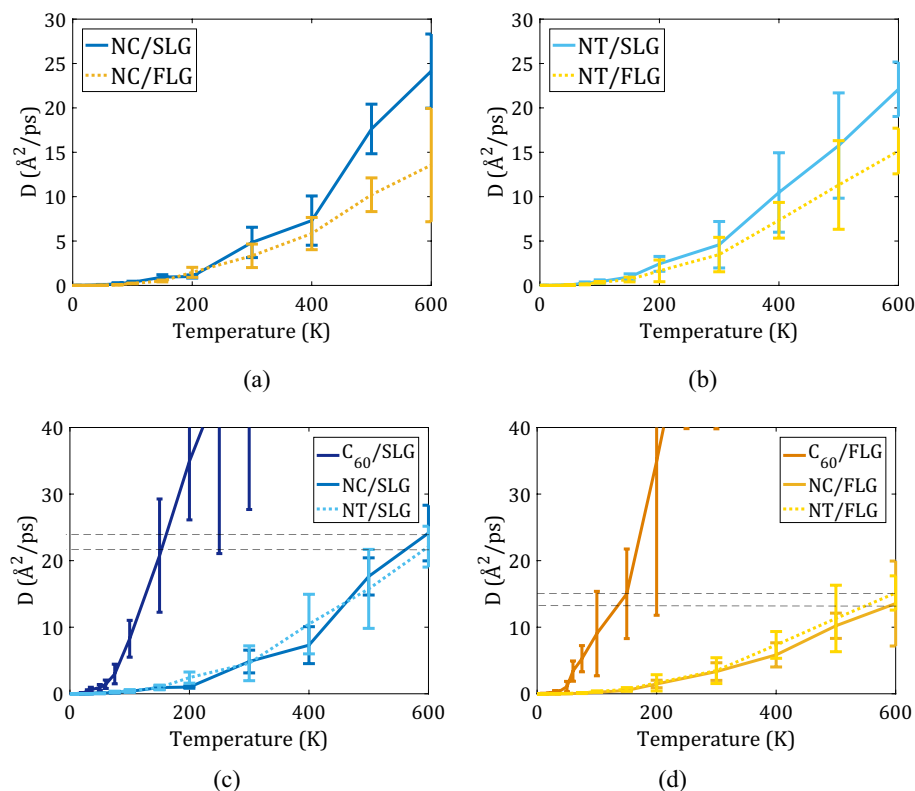 NC/SLG
NC/FLG
D (Å²/ps)
30
25
20
15
10
5
0
0 200 400 600
Temperature (K)
(a)
NT/SLG
NT/FLG
D (Å²/ps)
30
25
20
15
10
5
0
0 200 400 600
Temperature (K)
(b)
C₆₀/SLG
NC/SLG
NT/SLG
D (Å²/ps)
40
30
20
10
0
0 200 400 600
Temperature (K)
(c)
C₆₀/FLG
NC/FLG
NT/FLG
D (Å²/ps)
40
30
20
10
0
0 200 400 600
Temperature (K)
(d)